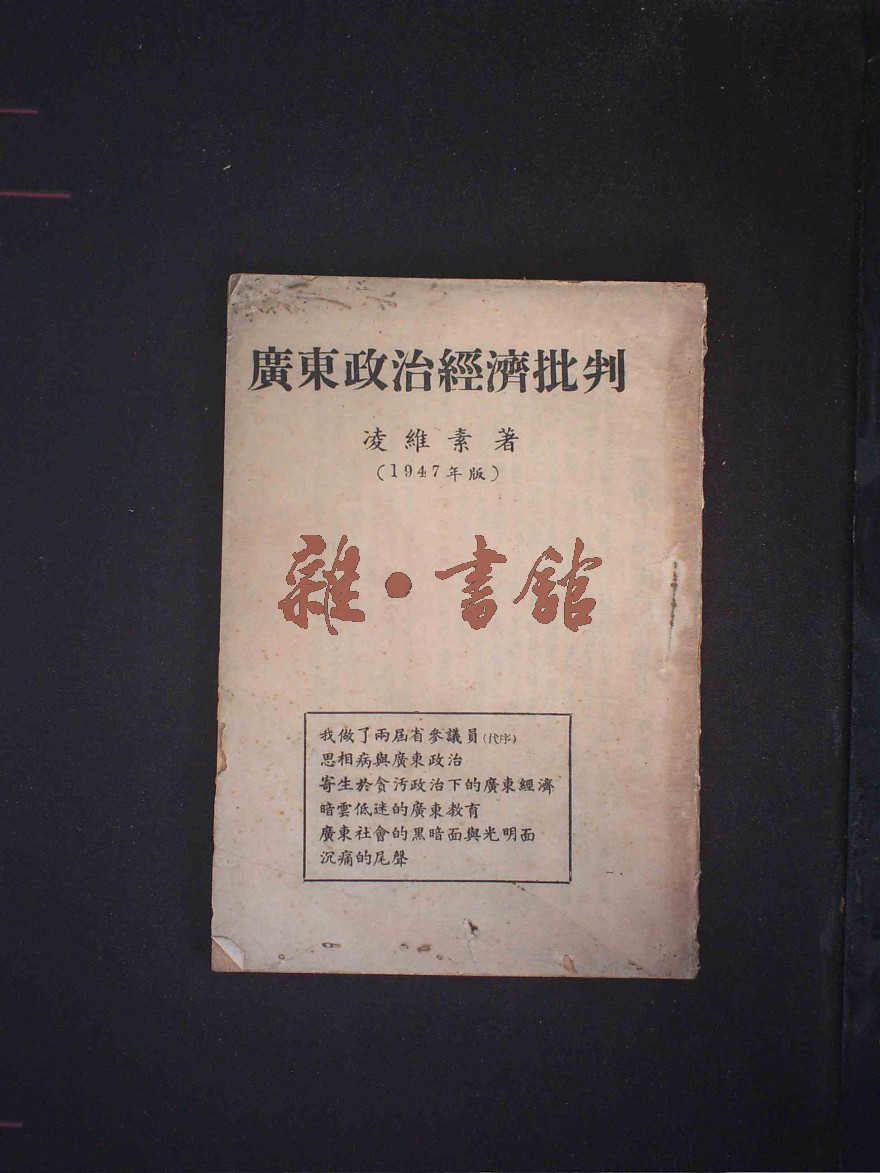 廣東政治經濟批判
凌維素著
(1947年版)
雜·書館
我做了兩屆省參議員(代序)
思相病與廣東政治
寄生於貪汚政治下的廣東經濟
暗雲低迷的廣東教育
廣東社會的黑暗面與光明面
沉痛的尾聲